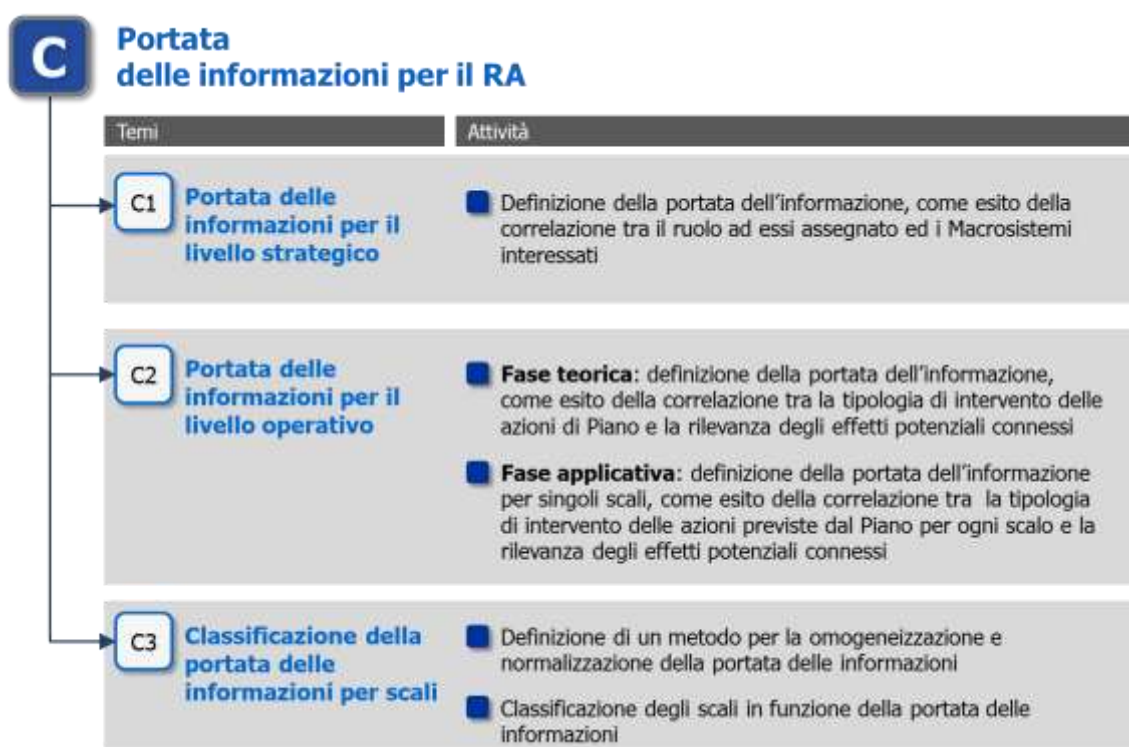 C
Portata
delle informazioni per il RA
Temi
Attività
C1
Portata delle
informazioni per il
livello strategico
Definizione della portata dell'informazione, come esito della
correlazione tra il ruolo ad essi assegnato ed i Macrosistemi
interessati
C2
Portata delle
informazioni per il
livello operativo
Fase teorica: definizione della portata dell'informazione,
come esito della correlazione tra la tipologia di intervento delle
azioni di Piano e la rilevanza degli effetti potenziali connessi
Fase applicativa: definizione della portata dell'informazione
per singoli scali, come esito della correlazione tra la tipologia
di intervento delle azioni previste dal Piano per ogni scalo e la
rilevanza degli effetti potenziali connessi
C3
Classificazione della
portata delle
informazioni per scali
Definizione di un metodo per la omogeneizzazione e
normalizzazione della portata delle informazioni
Classificazione degli scali in funzione della portata delle
informazioni